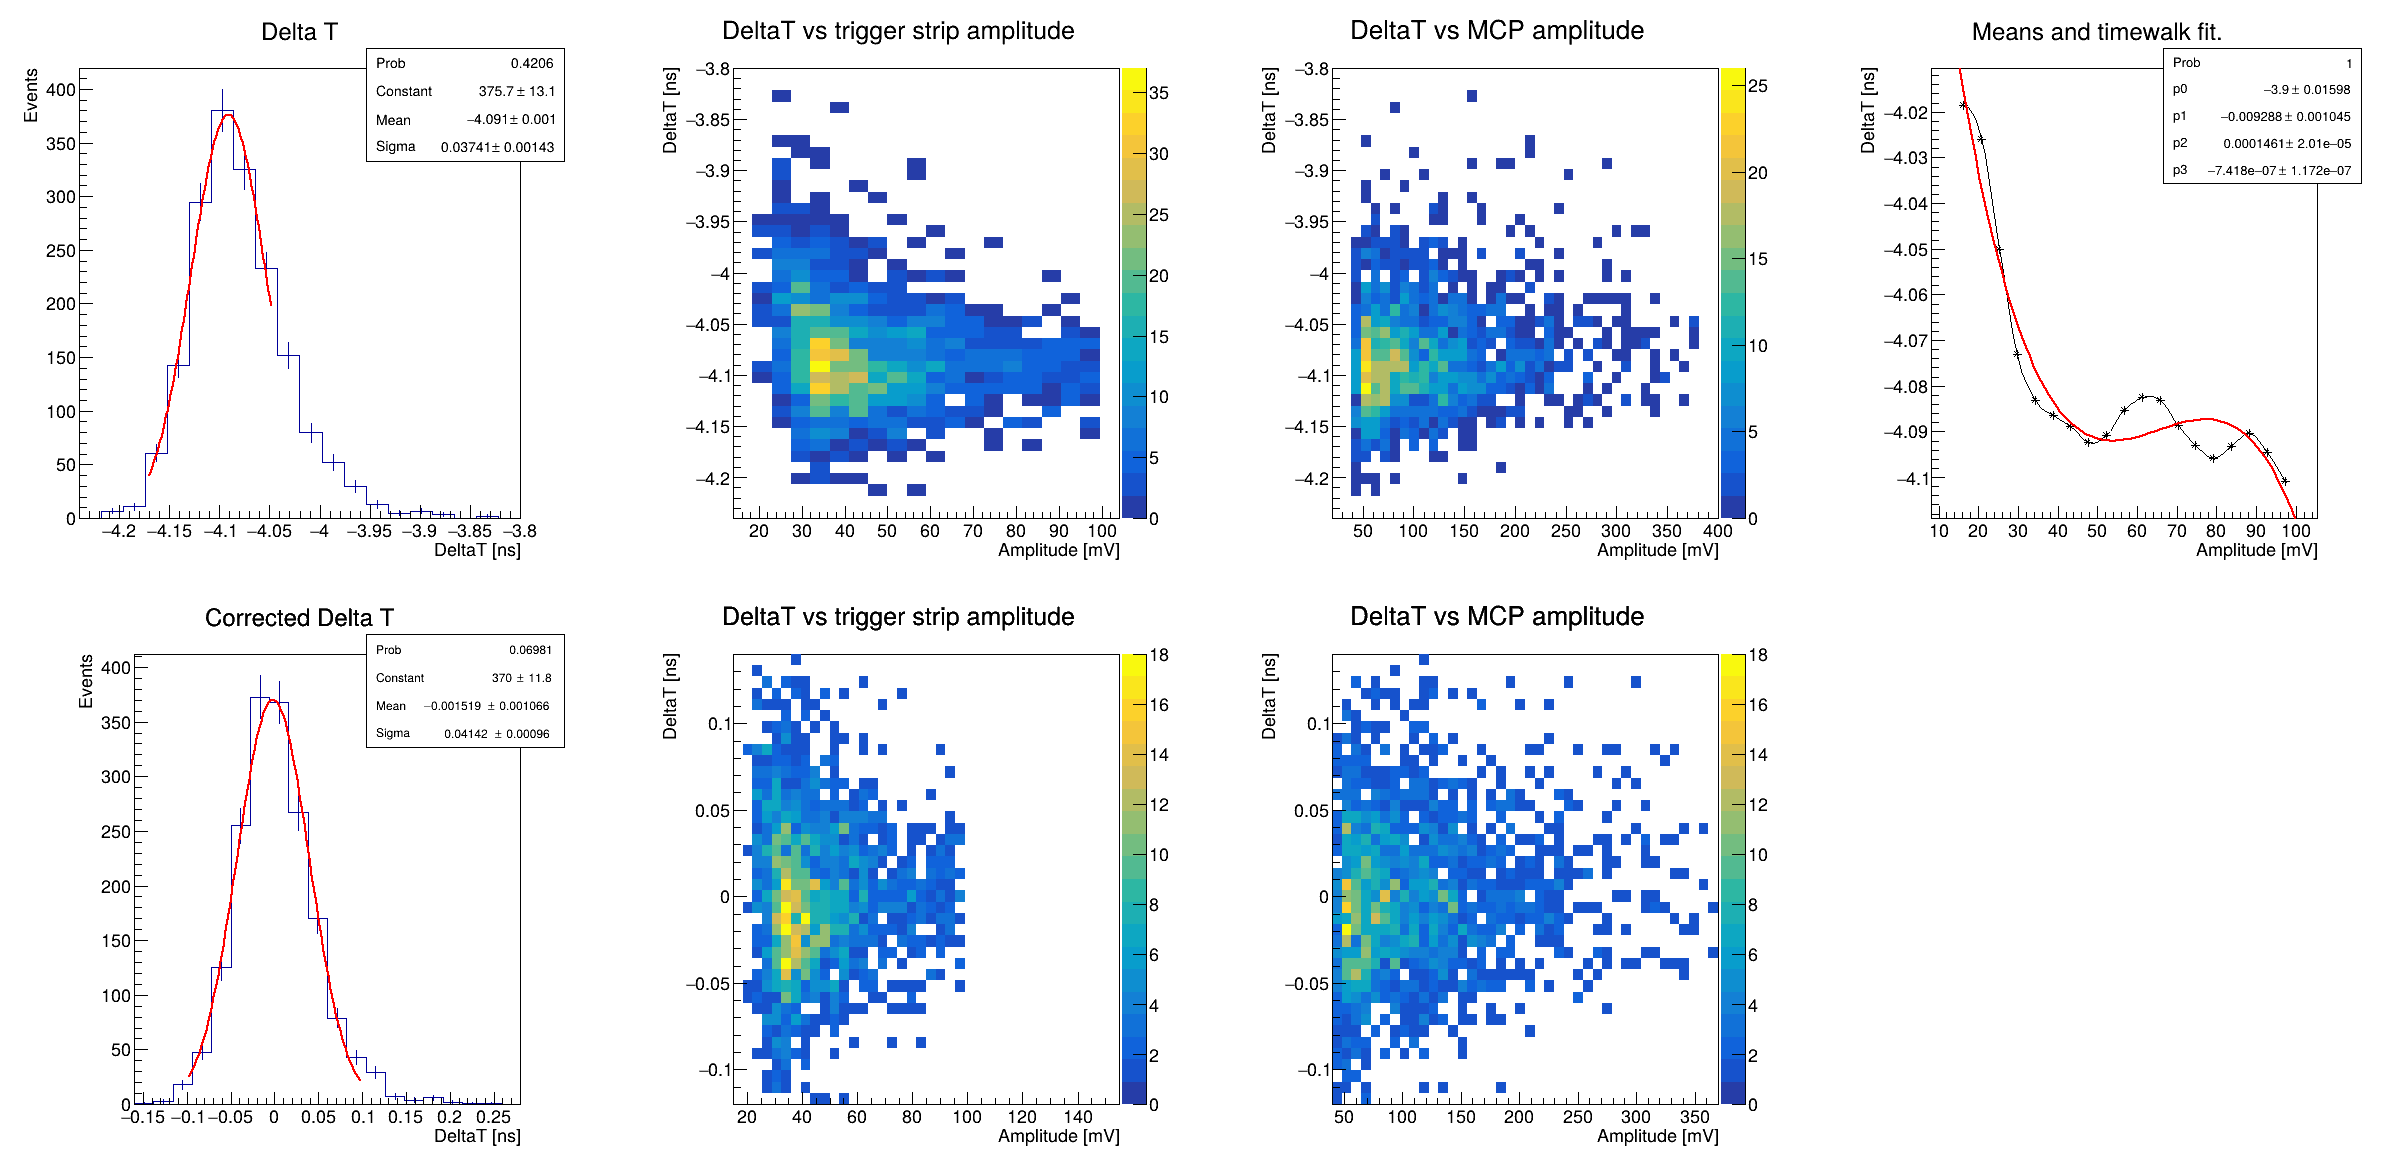 Delta T
Events
Prob 0.4206
Constant 375.7 ± 13.1
Mean −4.091 ± 0.001
Sigma 0.03741 ± 0.00143
400
350
300
250
200
150
100
50
0
−4.2 −4.15 −4.1 −4.05 −4 −3.95 −3.9 −3.85 −3.8
DeltaT [ns]
DeltaT vs trigger strip amplitude
DeltaT [ns]
−3.8
−3.85
−3.9
−3.95
−4
−4.05
−4.1
−4.15
−4.2
20 30 40 50 60 70 80 90 100
Amplitude [mV]
35
30
25
20
15
10
5
0
DeltaT vs MCP amplitude
DeltaT [ns]
−3.8
−3.85
−3.9
−3.95
−4
−4.05
−4.1
−4.15
−4.2
50 100 150 200 250 300 350 400
Amplitude [mV]
25
20
15
10
5
0
Means and timewalk fit.
DeltaT [ns]
Prob 1
p0 −3.9 ± 0.01598
p1 −0.009288 ± 0.001045
p2 0.0001461 ± 2.01e−05
p3 −7.418e−07 ± 1.172e−07
−4.02
−4.03
−4.04
−4.05
−4.06
−4.07
−4.08
−4.09
−4.1
10 20 30 40 50 60 70 80 90 100
Amplitude [mV]
Corrected Delta T
Events
Prob 0.06981
Constant 370 ± 11.8
Mean −0.001519 ± 0.001066
Sigma 0.04142 ± 0.00096
400
350
300
250
200
150
100
50
0
−0.15 −0.1 −0.05 0 0.05 0.1 0.15 0.2 0.25
DeltaT [ns]
DeltaT vs trigger strip amplitude
DeltaT [ns]
0.1
0.05
0
−0.05
−0.1
20 40 60 80 100 120 140
Amplitude [mV]
18
16
14
12
10
8
6
4
2
0
DeltaT vs MCP amplitude
DeltaT [ns]
0.1
0.05
0
−0.05
−0.1
50 100 150 200 250 300 350
Amplitude [mV]
18
16
14
12
10
8
6
4
2
0